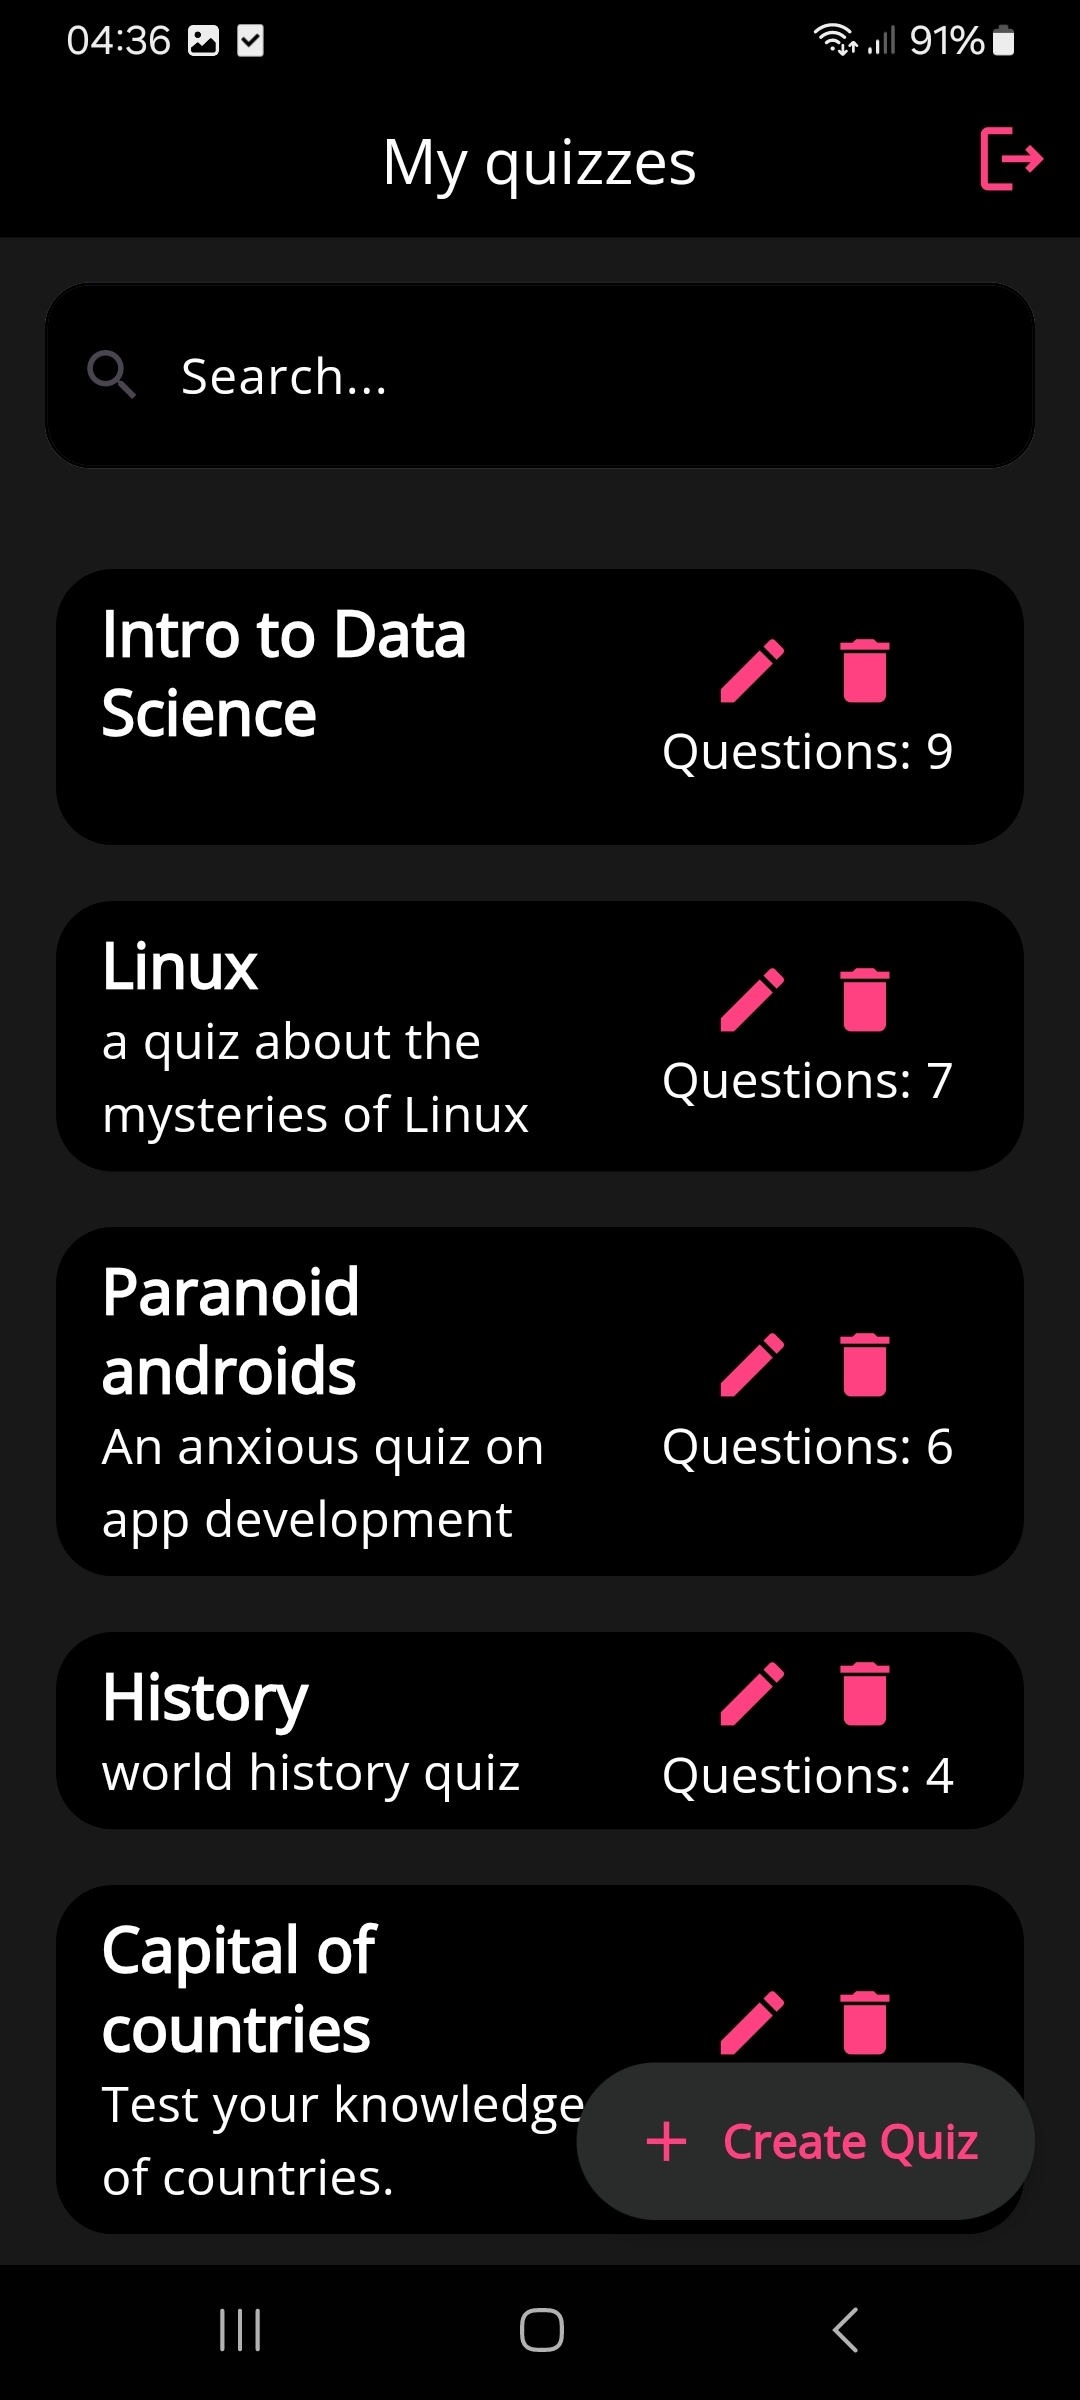 04:36
91%
My quizzes
Search...
Intro to Data
Science
Questions: 9
Linux
a quiz about the
mysteries of Linux
Questions: 7
Paranoid
androids
An anxious quiz on
app development
Questions: 6
History
world history quiz
Questions: 4
Capital of
countries
Test your knowledge
of countries.
Create Quiz